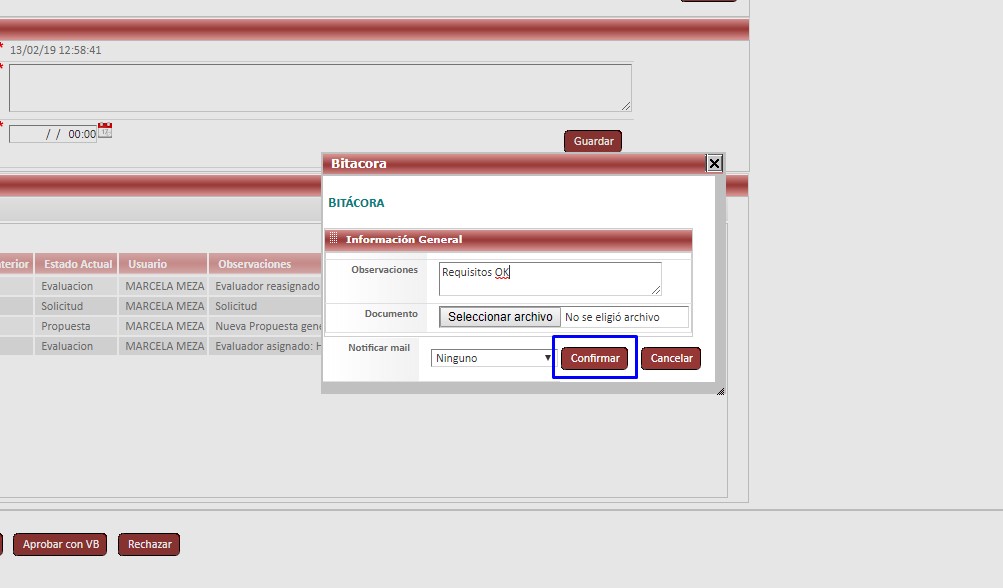 * 13/02/19 12:58:41
*
* / / 00:00
Guardar
Bitacora
BITÁCORA
Información General
Observaciones Requisitos OK
Documento Seleccionar archivo No se eligió archivo
Notificar mail Ninguno Confirmar Cancelar
terior Estado Actual Usuario Observaciones
Evaluacion MARCELA MEZA Evaluador reasignado
Solicitud MARCELA MEZA Solicitud
Propuesta MARCELA MEZA Nueva Propuesta gen
Evaluacion MARCELA MEZA Evaluador asignado: H
Aprobar con VB Rechazar